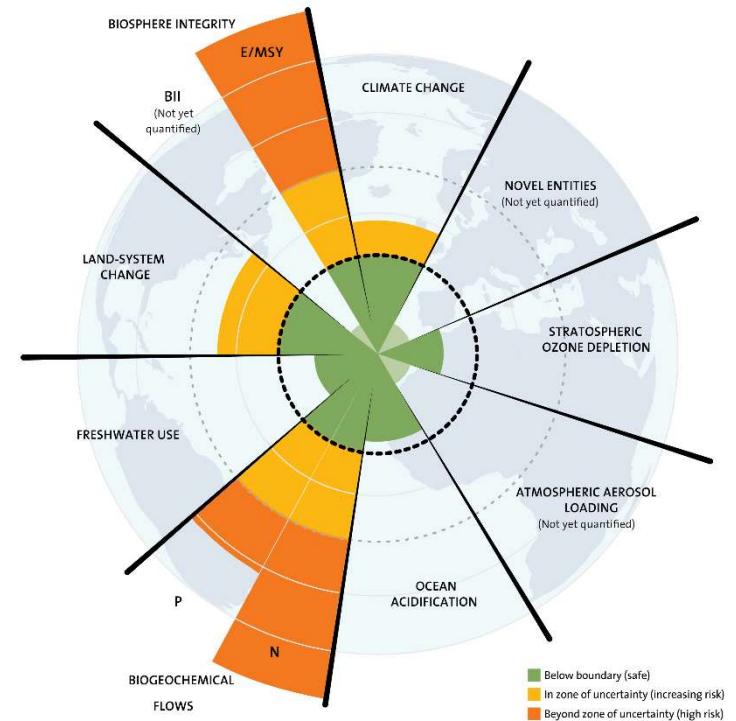 BIOSPHERE INTEGRITY
E/MSY
CLIMATE CHANGE
BII
(Not yet
quantified)
NOVEL ENTITIES
(Not yet quantified)
LAND-SYSTEM
CHANGE
STRATOSPHERIC
OZONE DEPLETION
FRESHWATER USE
ATMOSPHERIC AEROSOL
LOADING
(Not yet quantified)
OCEAN
ACIDIFICATION
P
N
BIOGEOCHEMICAL
FLOWS
Below boundary (safe)
In zone of uncertainty (increasing risk)
Beyond zone of uncertainty (high risk)